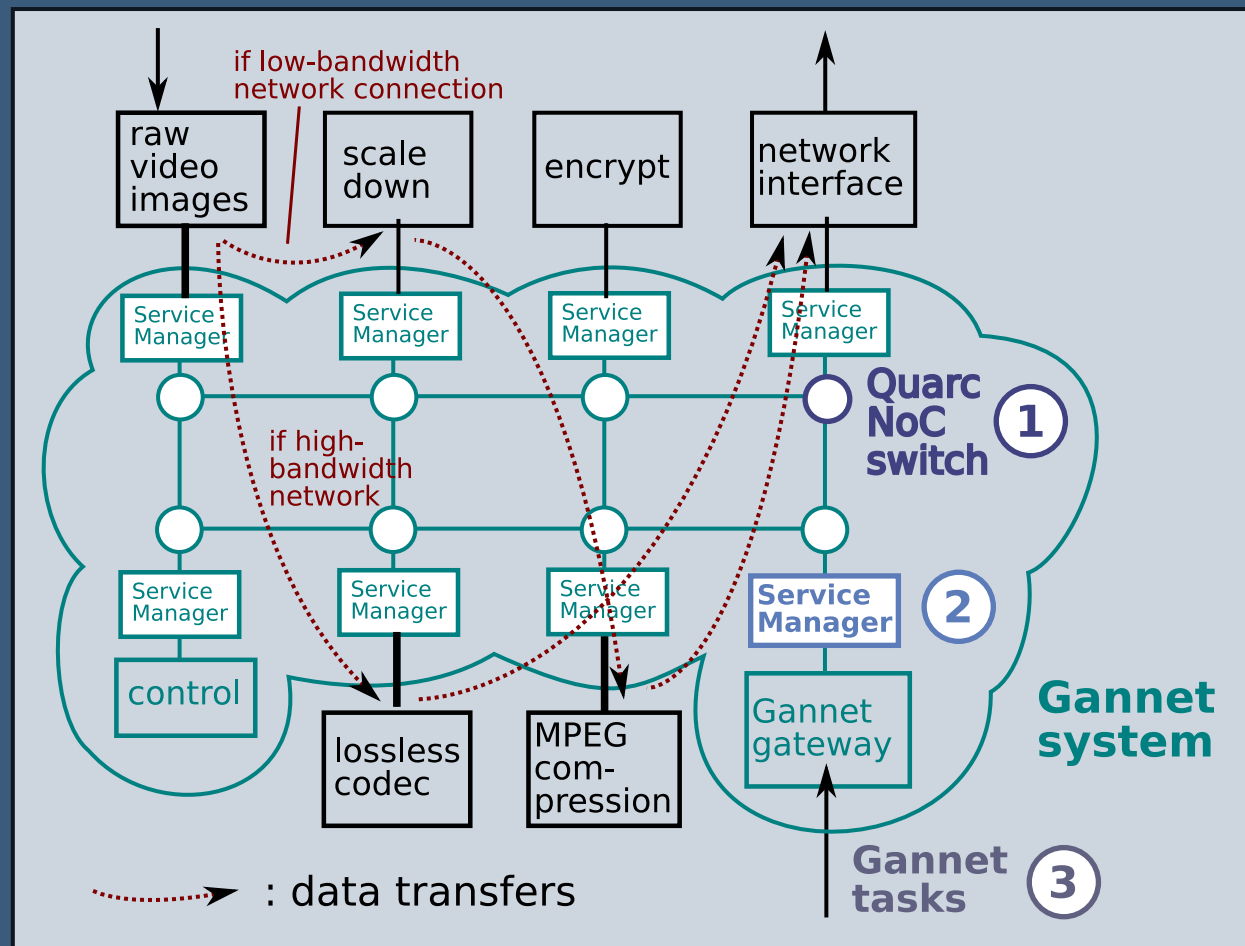 if low-bandwidth
network connection
raw
video
images
scale
down
encrypt
network
interface
Service
Manager
Service
Manager
Service
Manager
Service
Manager
Quarc
NoC
switch
1
if high-
bandwidth
network
Service
Manager
Service
Manager
Service
Manager
Service
Manager
2
control
lossless
codec
MPEG
com-
pression
Gannet
gateway
Gannet
system
Gannet
tasks
3
: data transfers